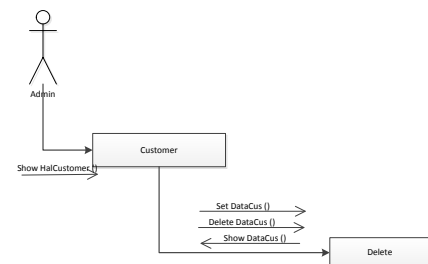 Admin
Customer
Show HalCustomer ()
Set DataCus ()
Delete DataCus ()
Show DataCus ()
Delete